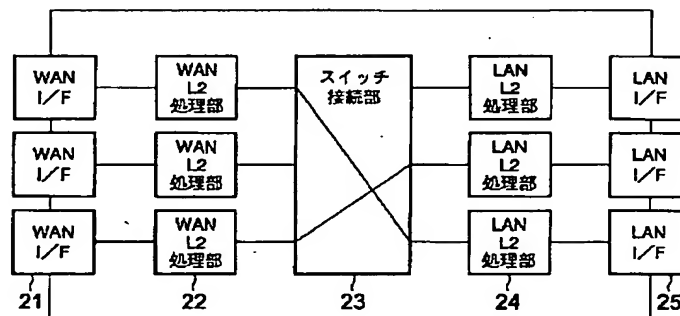 WAN
I/F
WAN
L2
処理部
スイッチ
接続部
LAN
L2
処理部
LAN
I/F
WAN
I/F
WAN
L2
処理部
LAN
L2
処理部
LAN
I/F
WAN
I/F
WAN
L2
処理部
LAN
L2
処理部
LAN
I/F
21
22
23
24
25